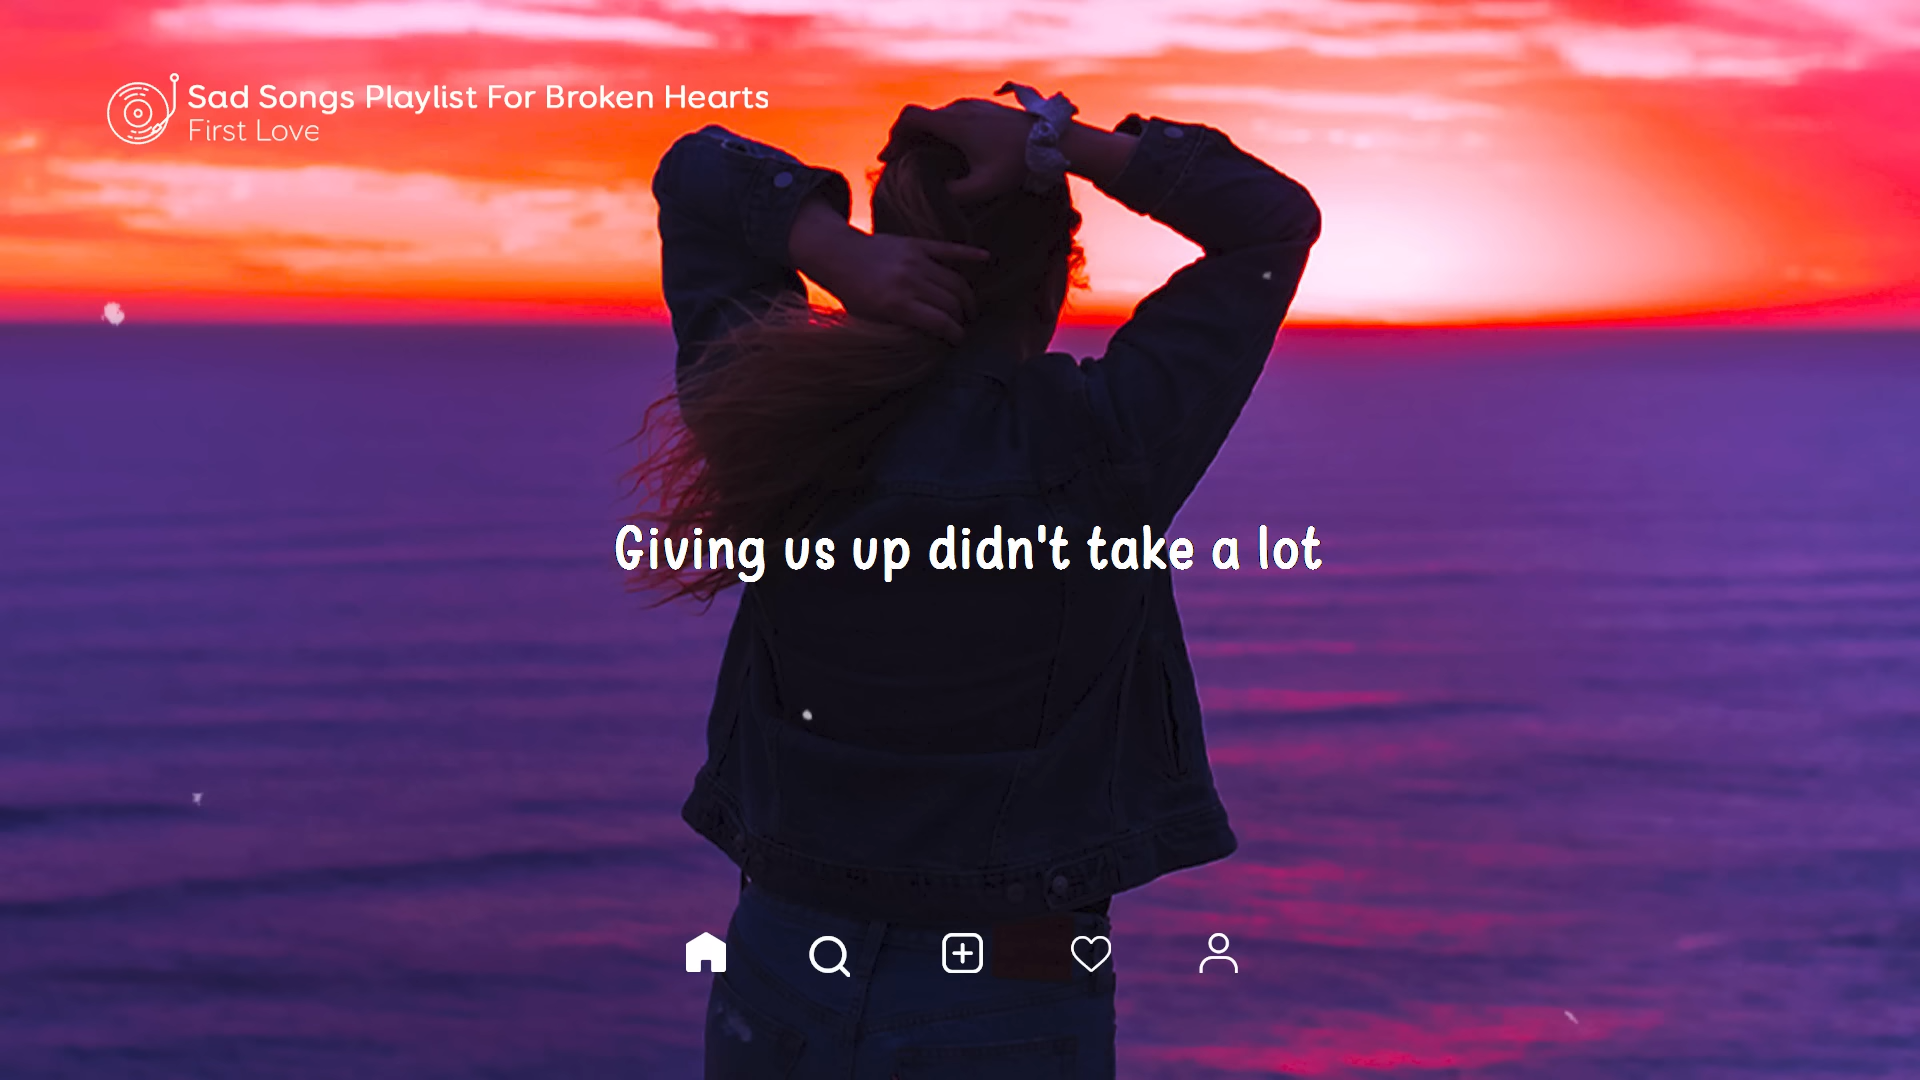 Sad Songs Playlist For Broken Hearts
First Love
Giving us up didn't take a lot